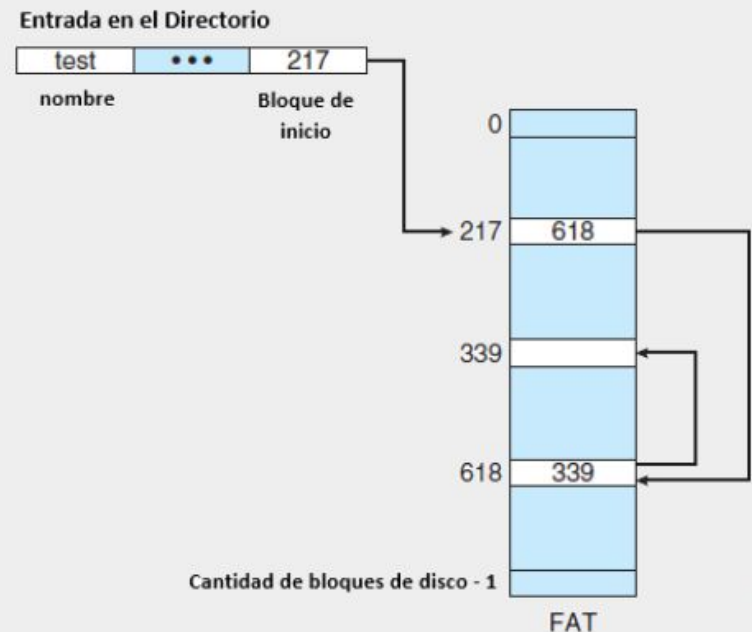 Entrada en el Directorio
test ••• 217
nombre
Bloque de
inicio
0
217 618
339
618 339
Cantidad de bloques de disco - 1
FAT